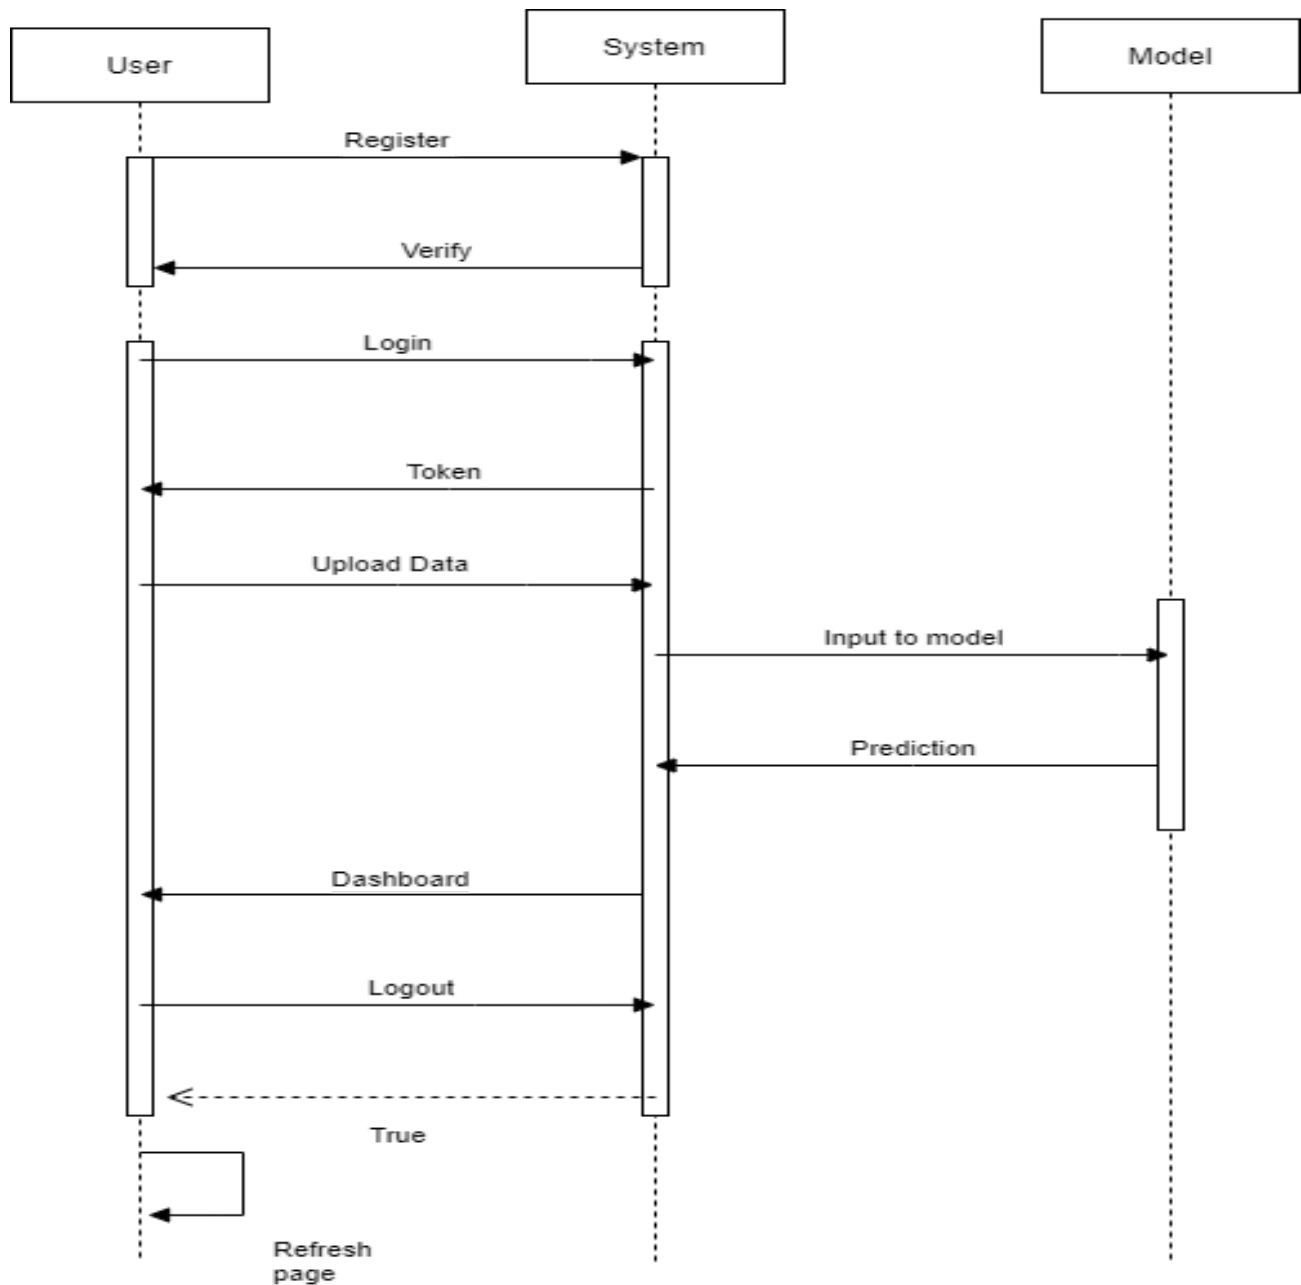 User
System
Model
Register
Verify
Login
Token
Upload Data
Input to model
Prediction
Dashboard
Logout
True
Refresh
page